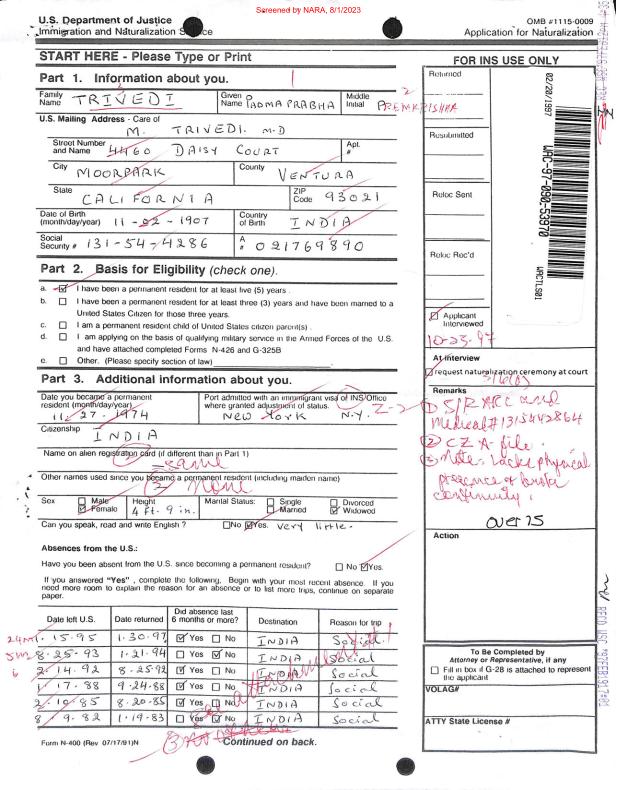 Screened by NARA, 8/1/2023
U.S. Department of Justice
Immigration and Naturalization Service
OMB #1115-0009
Application for Naturalization
START HERE - Please Type or Print
FOR INS USE ONLY
Part 1. Information about you.
Family Name TRIVEDI Given Name PADMA PRABHA Middle Initial PREMKRISHNA
U.S. Mailing Address - Care of
M. TRIVEDI. M.D
Street Number and Name 4460 DAISY COURT Apt. #
City MOORPARK County VENTURA
State CALIFORNIA ZIP Code 93021
Date of Birth (month/day/year) 11-02-1907 Country of Birth INDIA
Social Security # 131-54-4286 A # 021769890
Part 2. Basis for Eligibility (check one).
a. I have been a permanent resident for at least five (5) years.
b. I have been a permanent resident for at least three (3) years and have been married to a
United States Citizen for those three years.
c. I am a permanent resident child of United States citizen parent(s).
d. I am applying on the basis of qualifying military service in the Armed Forces of the U.S.
and have attached completed Forms N-426 and G-325B
e. Other. (Please specify section of law)
Part 3. Additional information about you.
Date you became a permanent resident (month/day/year)
11. 27. 1974
Port admitted with an immigrant visa of INS/Office
where granted adjustment of status.
NEW YORK N.Y. Z-2
Citizenship
INDIA
Name on alien registration card (if different than in Part 1)
same
Other names used since you became a permanent resident (including maiden name)
None
Sex Male Female Height 4 ft. 9 in. Marital Status: Single Married Divorced Widowed
Can you speak, read and write English? No Yes. Very little.
Absences from the U.S.:
Have you been absent from the U.S. since becoming a permanent resident? No Yes.
If you answered "Yes", complete the following, Begin with your most recent absence. If you
need more room to explain the reason for an absence or to list more trips, continue on separate
paper.
Date left U.S. Date returned Did absence last 6 months or more? Destination Reason for trip
1. 15. 95 1. 30. 97 Yes No INDIA Social
8. 25. 93 1. 21. 94 Yes No INDIA Social
2. 14. 92 8. 25. 92 Yes No INDIA Social
1. 17. 88 9. 24. 88 Yes No INDIA Social
2. 10. 85 8. 20. 85 Yes No INDIA Social
8. 9. 82 1. 19. 83 Yes No INDIA Social
Form N-400 (Rev 07/17/91)N
Continued on back.
Returned
Resubmitted
Reloc Sent
Reloc Rec'd
02/20/1997
WAC-97-090-53970
WACTLS01
Applicant Interviewed
10-23-97
At interview
request naturalization ceremony at court
Remarks
① S/R ARC and
Medical # 1315442864
② CZ A-file.
③ Note: lacks physical
presence &
continuity.
over 75
Action
To Be Completed by
Attorney or Representative, if any
Fill in box if G-28 is attached to represent
the applicant
VOLAG#
ATTY State License #